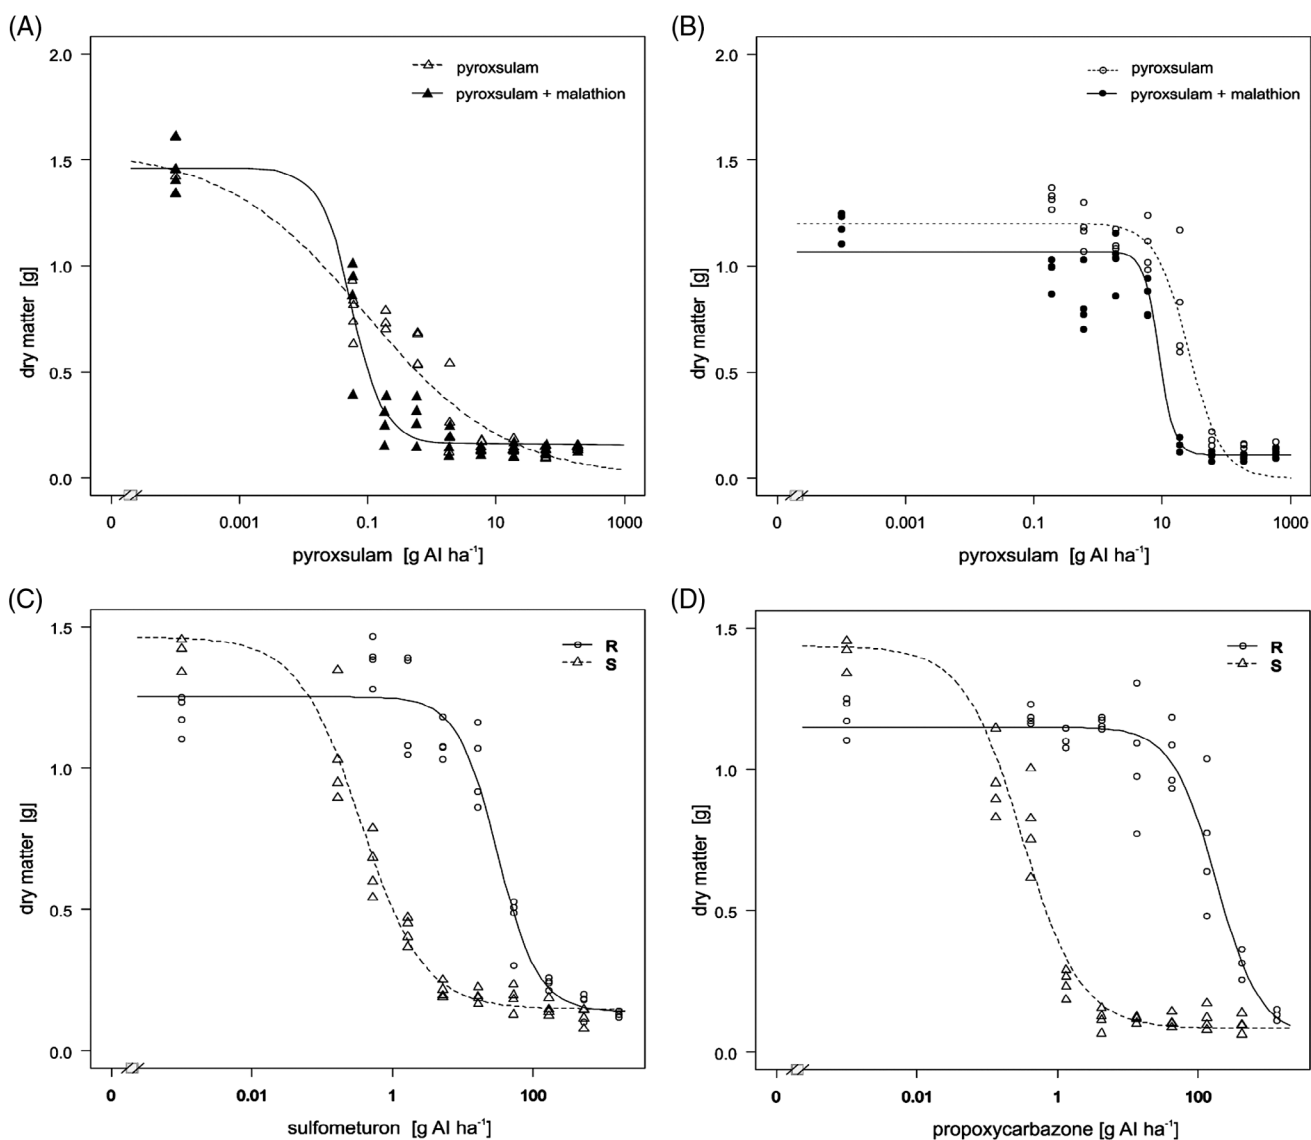 (A)
2.0
1.5
1.0
0.5
0.0
dry matter [g]
pyroxsulam
pyroxsulam + malathion
0 0.001 0.1 10 1000
pyroxsulam [g AI ha⁻¹]
(B)
2.0
1.5
1.0
0.5
0.0
dry matter [g]
pyroxsulam
pyroxsulam + malathion
0 0.001 0.1 10 1000
pyroxsulam [g AI ha⁻¹]
(C)
1.5
1.0
0.5
0.0
dry matter [g]
R
S
0 0.01 1 100
sulfometuron [g AI ha⁻¹]
(D)
1.5
1.0
0.5
0.0
dry matter [g]
R
S
0 0.01 1 100
propoxycarbazone [g AI ha⁻¹]